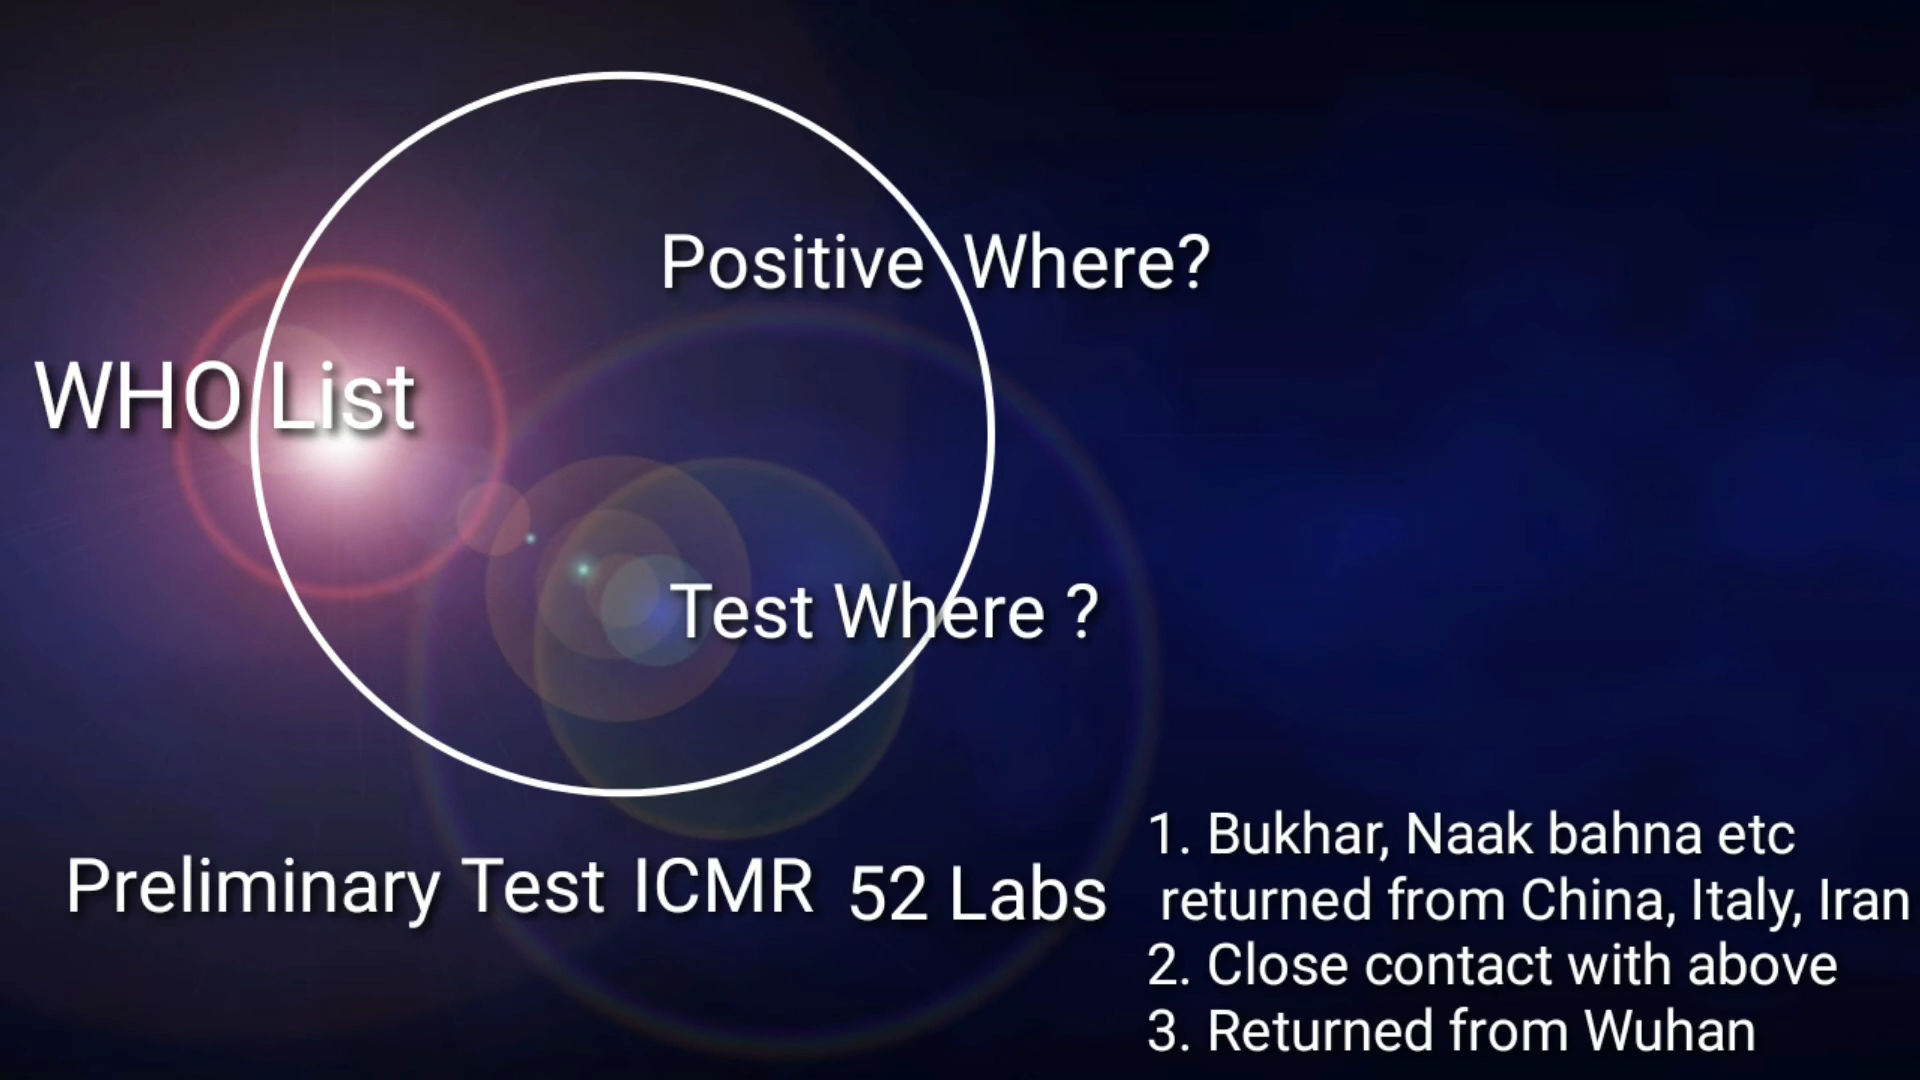 Positive Where?
WHO List
Test Where ?
Preliminary Test ICMR 52 Labs
1. Bukhar, Naak bahna etc
returned from China, Italy, Iran
2. Close contact with above
3. Returned from Wuhan